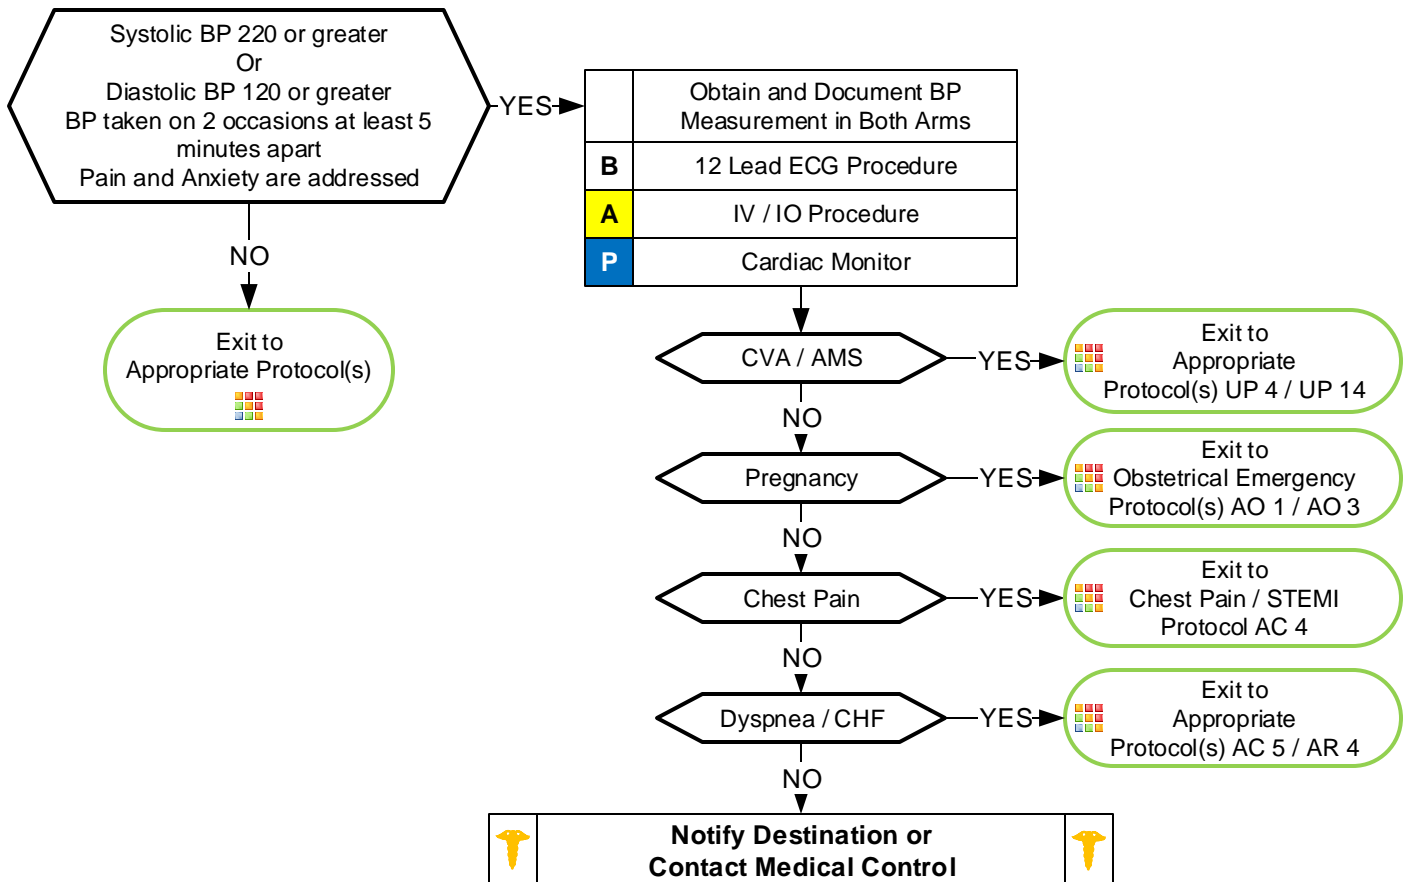 Systolic BP 220 or greater
Or
Diastolic BP 120 or greater
BP taken on 2 occasions at least 5
minutes apart
Pain and Anxiety are addressed
YES
NO
Exit to
Appropriate Protocol(s)
Obtain and Document BP
Measurement in Both Arms
B 12 Lead ECG Procedure
A IV / IO Procedure
P Cardiac Monitor
CVA / AMS
YES
Exit to
Appropriate
Protocol(s) UP 4 / UP 14
NO
Pregnancy
YES
Exit to
Obstetrical Emergency
Protocol(s) AO 1 / AO 3
NO
Chest Pain
YES
Exit to
Chest Pain / STEMI
Protocol AC 4
NO
Dyspnea / CHF
YES
Exit to
Appropriate
Protocol(s) AC 5 / AR 4
NO
Notify Destination or
Contact Medical Control